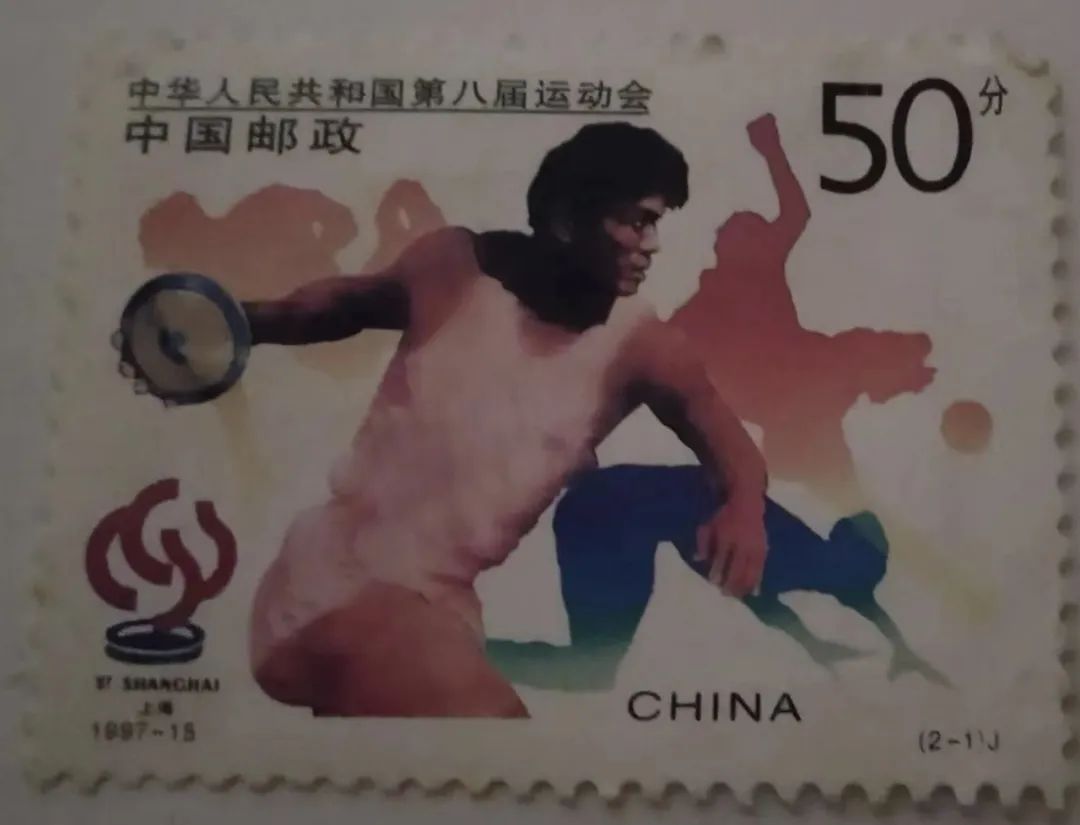 中华人民共和国第八届运动会
中国邮政
50分
'97 SHANGHAI
上海
1997-15
CHINA
(2-1)J